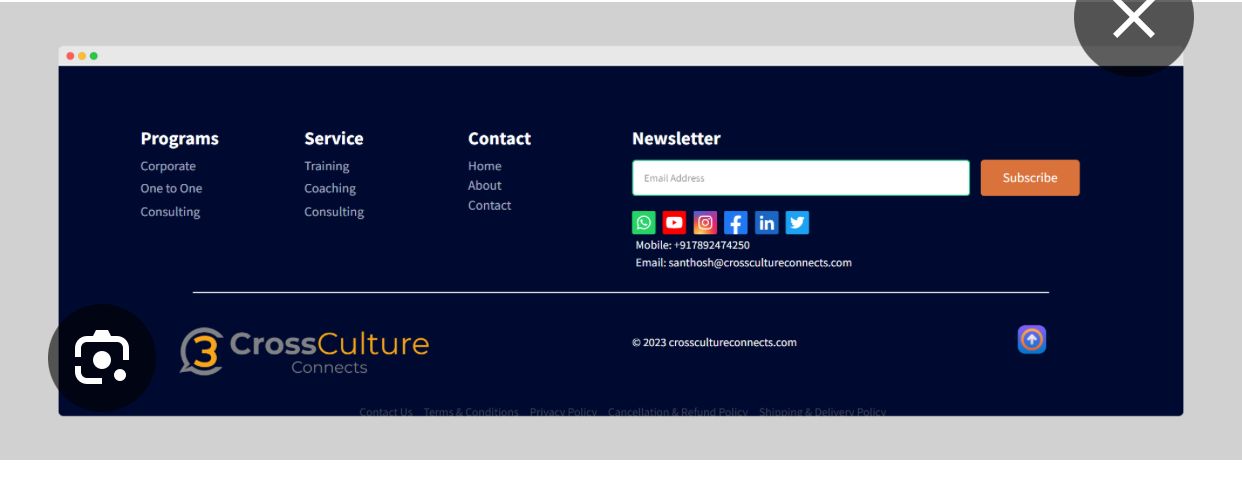 Programs
Corporate
One to One
Consulting
Service
Training
Coaching
Consulting
Contact
Home
About
Contact
Newsletter
Email Address
Subscribe
Mobile: +917892474250
Email: santhosh@crosscultureconnects.com
3 CrossCulture
Connects
© 2023 crosscultureconnects.com
Contact Us Terms & Conditions Privacy Policy Cancellation & Refund Policy Shipping & Delivery Policy